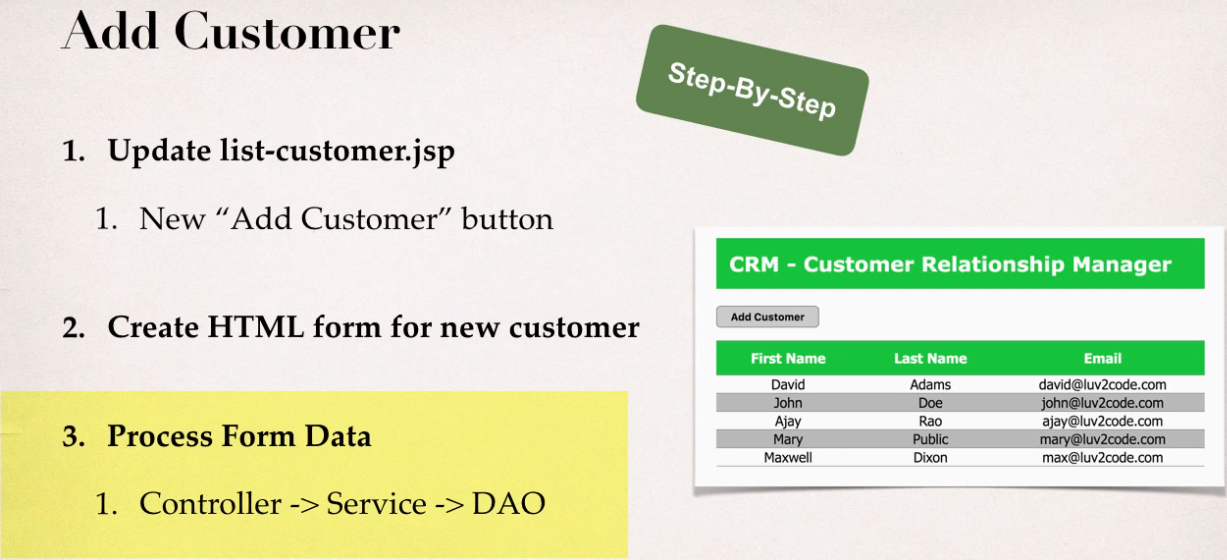 Add Customer
Step-By-Step
1. Update list-customer.jsp
1. New “Add Customer” button
2. Create HTML form for new customer
3. Process Form Data
1. Controller -> Service -> DAO
CRM - Customer Relationship Manager
Add Customer
First Name Last Name Email
David Adams david@luv2code.com
John Doe john@luv2code.com
Ajay Rao ajay@luv2code.com
Mary Public mary@luv2code.com
Maxwell Dixon max@luv2code.com